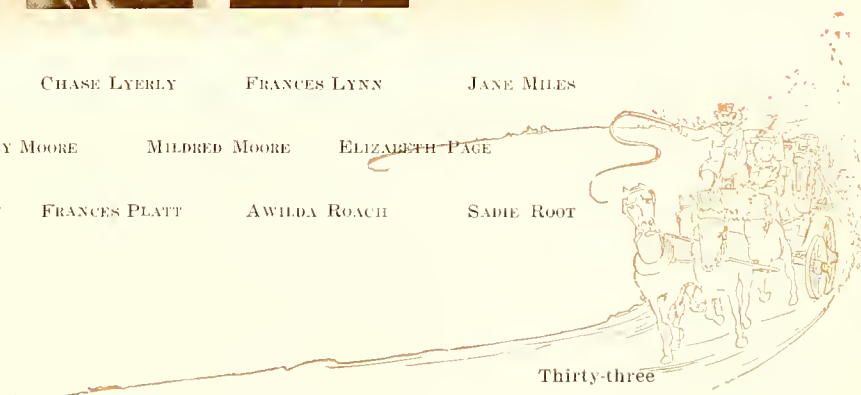 Chase Lyerly Frances Lynn Jane Miles
Y Moore Mildred Moore Elizabeth Page
Frances Platt Awilda Roach Sadie Root
Thirty-three